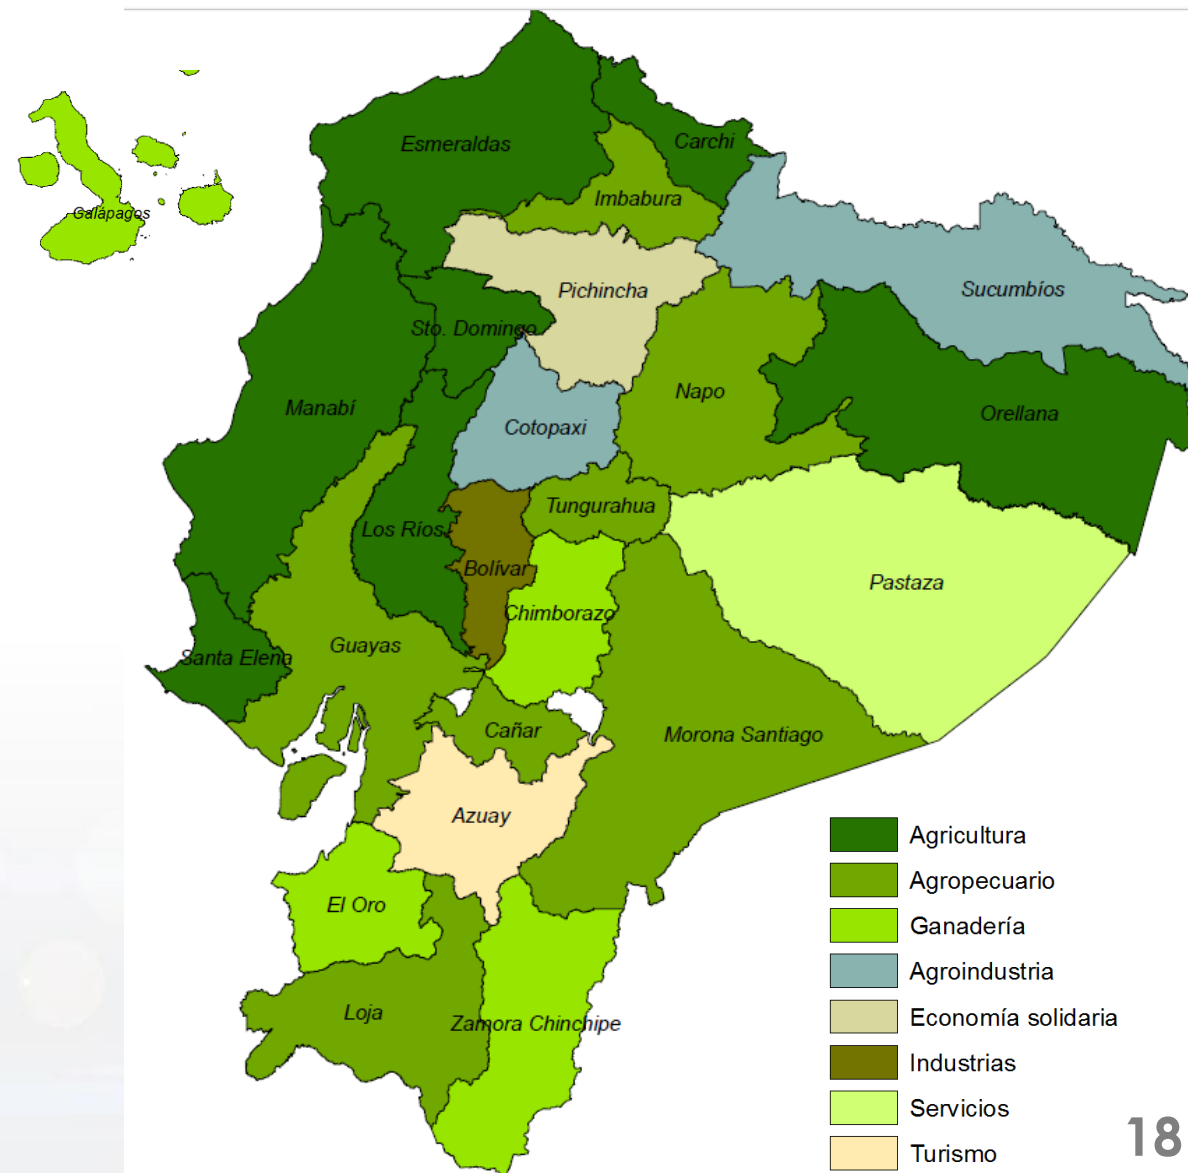 Esmeraldas
Carchi
Imbabura
Galápagos
Pichincha
Sucumbíos
Sto. Domingo
Napo
Manabí
Orellana
Cotopaxi
Tungurahua
Los Ríos
Bolívar
Pastaza
Chimborazo
Guayas
Santa Elena
Cañar
Morona Santiago
Azuay
El Oro
Loja
Zamora Chinchipe
Agricultura
Agropecuario
Ganadería
Agroindustria
Economía solidaria
Industrias
Servicios
Turismo
18